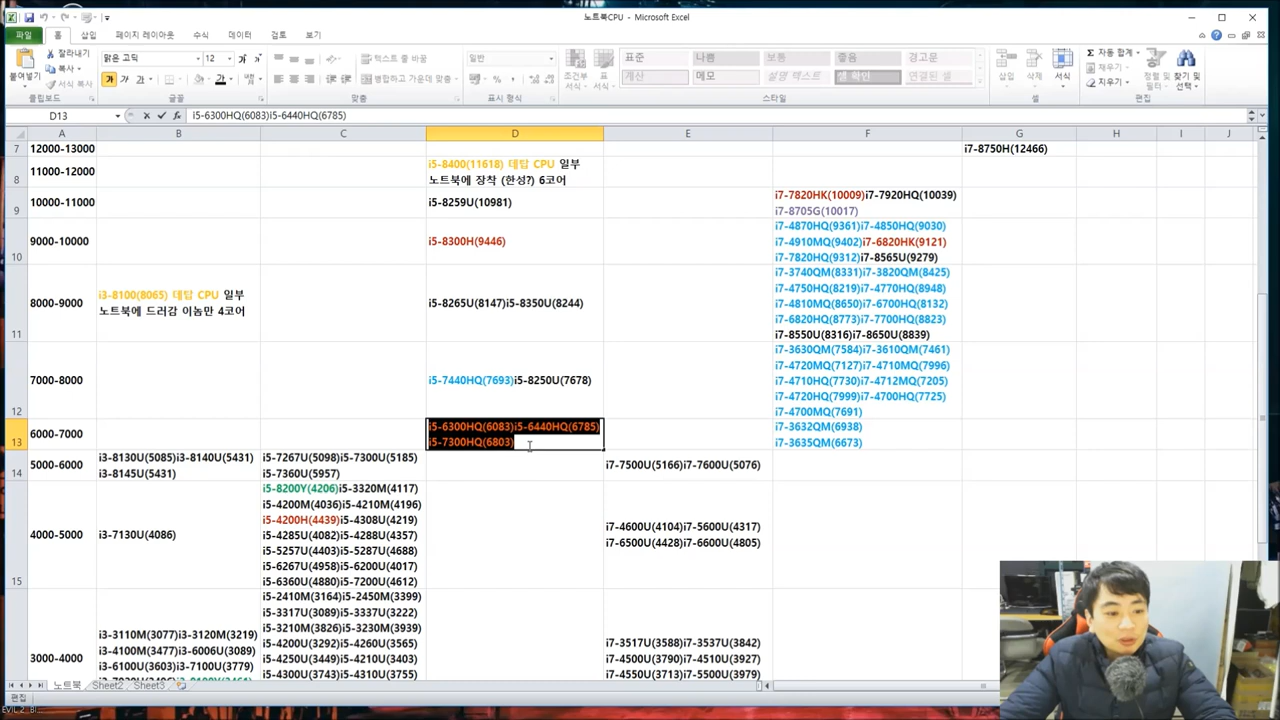 노트북CPU - Microsoft Excel
파일 홈 삽입 페이지 레이아웃 수식 데이터 검토 보기
붙여넣기
잘라내기
복사
서식 복사
클립보드
맑은 고딕 12
가 가 가
글꼴
텍스트 줄 바꿈
병합하고 가운데 맞춤
맞춤
일반
표시 형식
조건부 서식
표 서식
표준 나쁨 보통 좋음 경고문
계산 메모 설명 텍스트 셀 확인 연결된 셀
스타일
삽입 삭제 서식
셀
자동 합계
채우기
지우기
정렬 및 필터
찾기 및 선택
편집
D13 i5-6300HQ(6083)i5-6440HQ(6785)
A B C D E F G H I J
7 12000-13000 i7-8750H(12466)
8 11000-12000
i5-8400(11618) 데탑 CPU 일부
노트북에 장착 (한성?) 6코어
9 10000-11000
i5-8259U(10981)
i7-7820HK(10009)i7-7920HQ(10039)
i7-8705G(10017)
10 9000-10000
i5-8300H(9446)
i7-4870HQ(9361)i7-4850HQ(9030)
i7-4910MQ(9402)i7-6820HK(9121)
i7-7820HQ(9312)i7-8565U(9279)
11 8000-9000
i3-8100(8065) 데탑 CPU 일부
노트북에 드러감 이놈만 4코어
i5-8265U(8147)i5-8350U(8244)
i7-3740QM(8331)i7-3820QM(8425)
i7-4750HQ(8219)i7-4770HQ(8948)
i7-4810MQ(8650)i7-6700HQ(8132)
i7-6820HQ(8773)i7-7700HQ(8823)
i7-8550U(8316)i7-8650U(8839)
12 7000-8000
i5-7440HQ(7693)i5-8250U(7678)
i7-3630QM(7584)i7-3610QM(7461)
i7-4720MQ(7127)i7-4710MQ(7996)
i7-4710HQ(7730)i7-4712MQ(7205)
i7-4720HQ(7999)i7-4700HQ(7725)
i7-4700MQ(7691)
13 6000-7000
i5-6300HQ(6083)i5-6440HQ(6785)
i5-7300HQ(6803)
i7-3632QM(6938)
i7-3635QM(6673)
14 5000-6000
i3-8130U(5085)i3-8140U(5431)
i3-8145U(5431)
i5-7267U(5098)i5-7300U(5185)
i5-7360U(5957)
i7-7500U(5166)i7-7600U(5076)
15 4000-5000
i3-7130U(4086)
i5-8200Y(4206)i5-3320M(4117)
i5-4200M(4036)i5-4210M(4196)
i5-4200H(4439)i5-4308U(4219)
i5-4285U(4082)i5-4288U(4357)
i5-5257U(4403)i5-5287U(4688)
i5-6267U(4958)i5-6200U(4017)
i5-6360U(4880)i5-7200U(4612)
i7-4600U(4104)i7-5600U(4317)
i7-6500U(4428)i7-6600U(4805)
3000-4000
i3-3110M(3077)i3-3120M(3219)
i3-4100M(3477)i3-6006U(3089)
i3-6100U(3603)i3-7100U(3779)
i5-2410M(3164)i5-2450M(3399)
i5-3317U(3089)i5-3337U(3222)
i5-3210M(3826)i5-3230M(3939)
i5-4200U(3292)i5-4260U(3565)
i5-4250U(3449)i5-4210U(3403)
i5-4300U(3743)i5-4310U(3755)
i7-3517U(3588)i7-3537U(3842)
i7-4500U(3790)i7-4510U(3927)
i7-4550U(3713)i7-5500U(3979)
노트북 Sheet2 Sheet3
편집